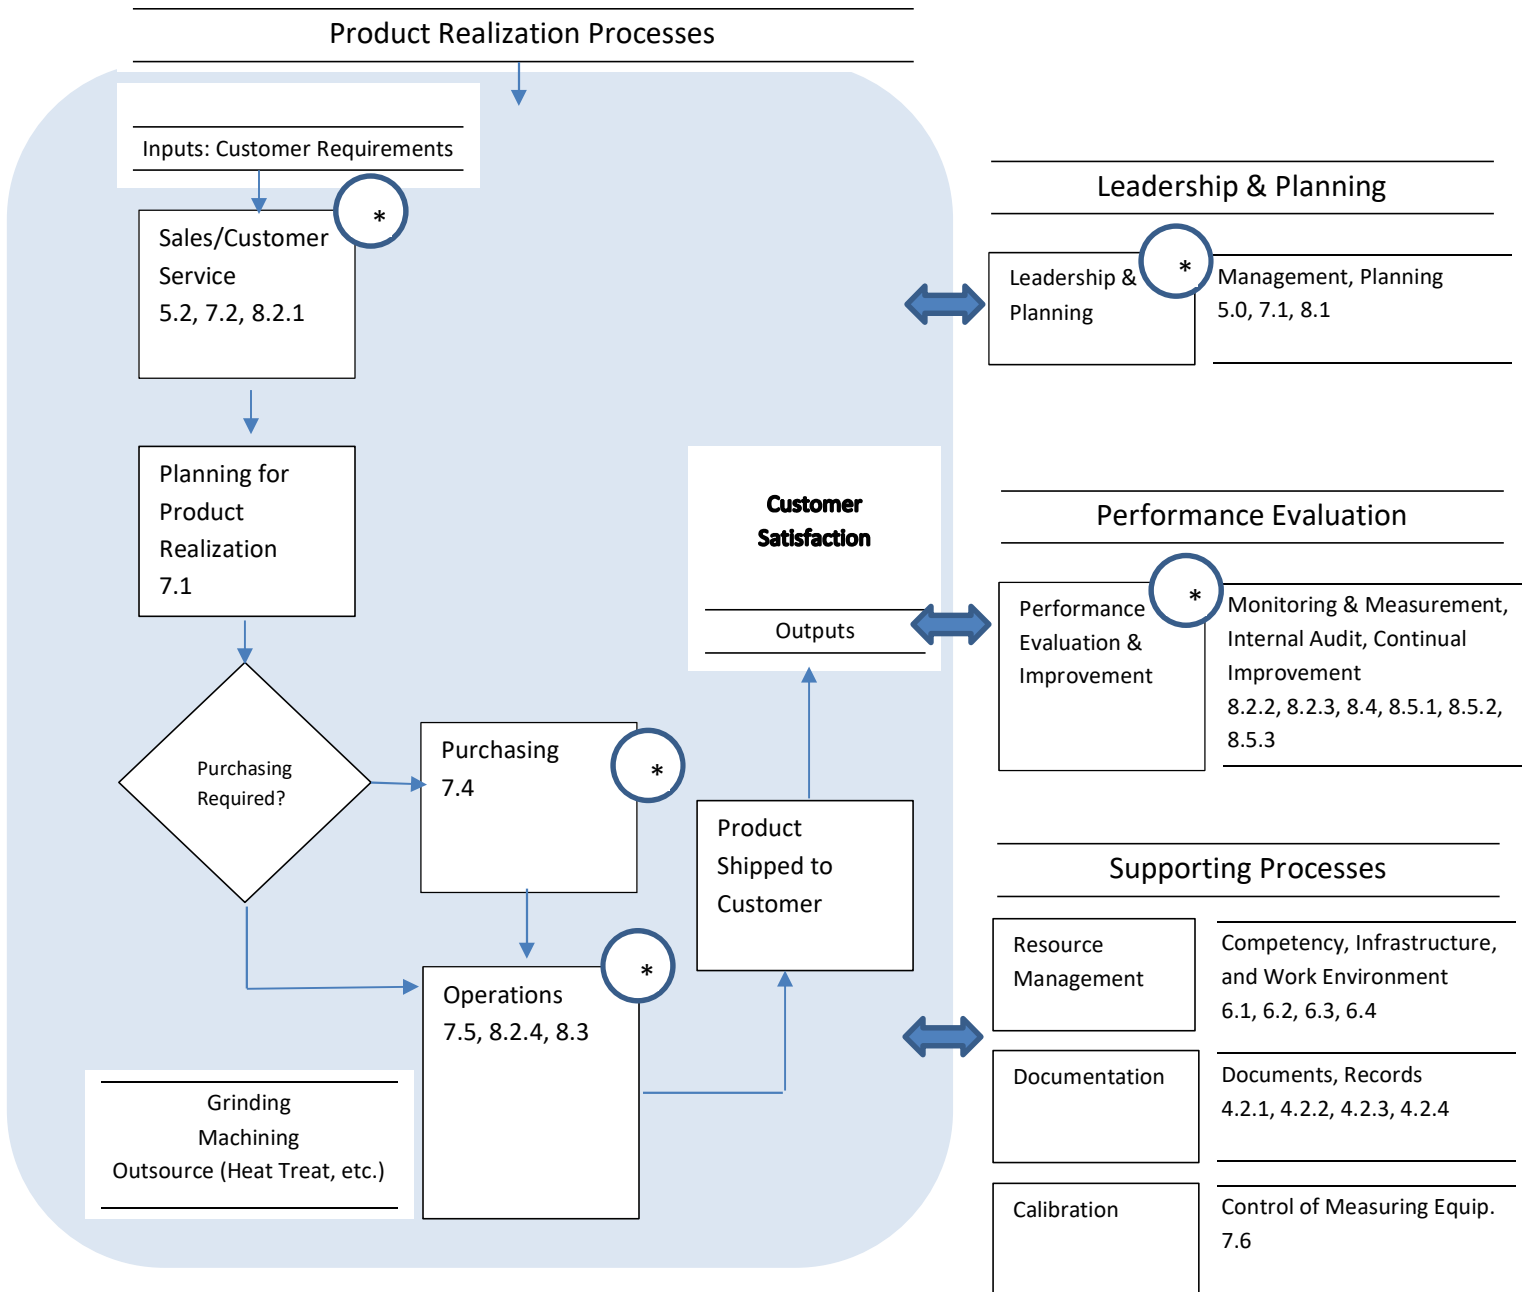 Product Realization Processes
Inputs: Customer Requirements
*
Sales/Customer
Service
5.2, 7.2, 8.2.1
Planning for
Product
Realization
7.1
Purchasing
Required?
Purchasing
7.4
*
Operations
7.5, 8.2.4, 8.3
*
Grinding
Machining
Outsource (Heat Treat, etc.)
Product
Shipped to
Customer
Customer
Satisfaction
Outputs
Leadership & Planning
Leadership &
Planning
*
Management, Planning
5.0, 7.1, 8.1
Performance Evaluation
Performance
Evaluation &
Improvement
*
Monitoring & Measurement,
Internal Audit, Continual
Improvement
8.2.2, 8.2.3, 8.4, 8.5.1, 8.5.2,
8.5.3
Supporting Processes
Resource
Management
Competency, Infrastructure,
and Work Environment
6.1, 6.2, 6.3, 6.4
Documentation
Documents, Records
4.2.1, 4.2.2, 4.2.3, 4.2.4
Calibration
Control of Measuring Equip.
7.6